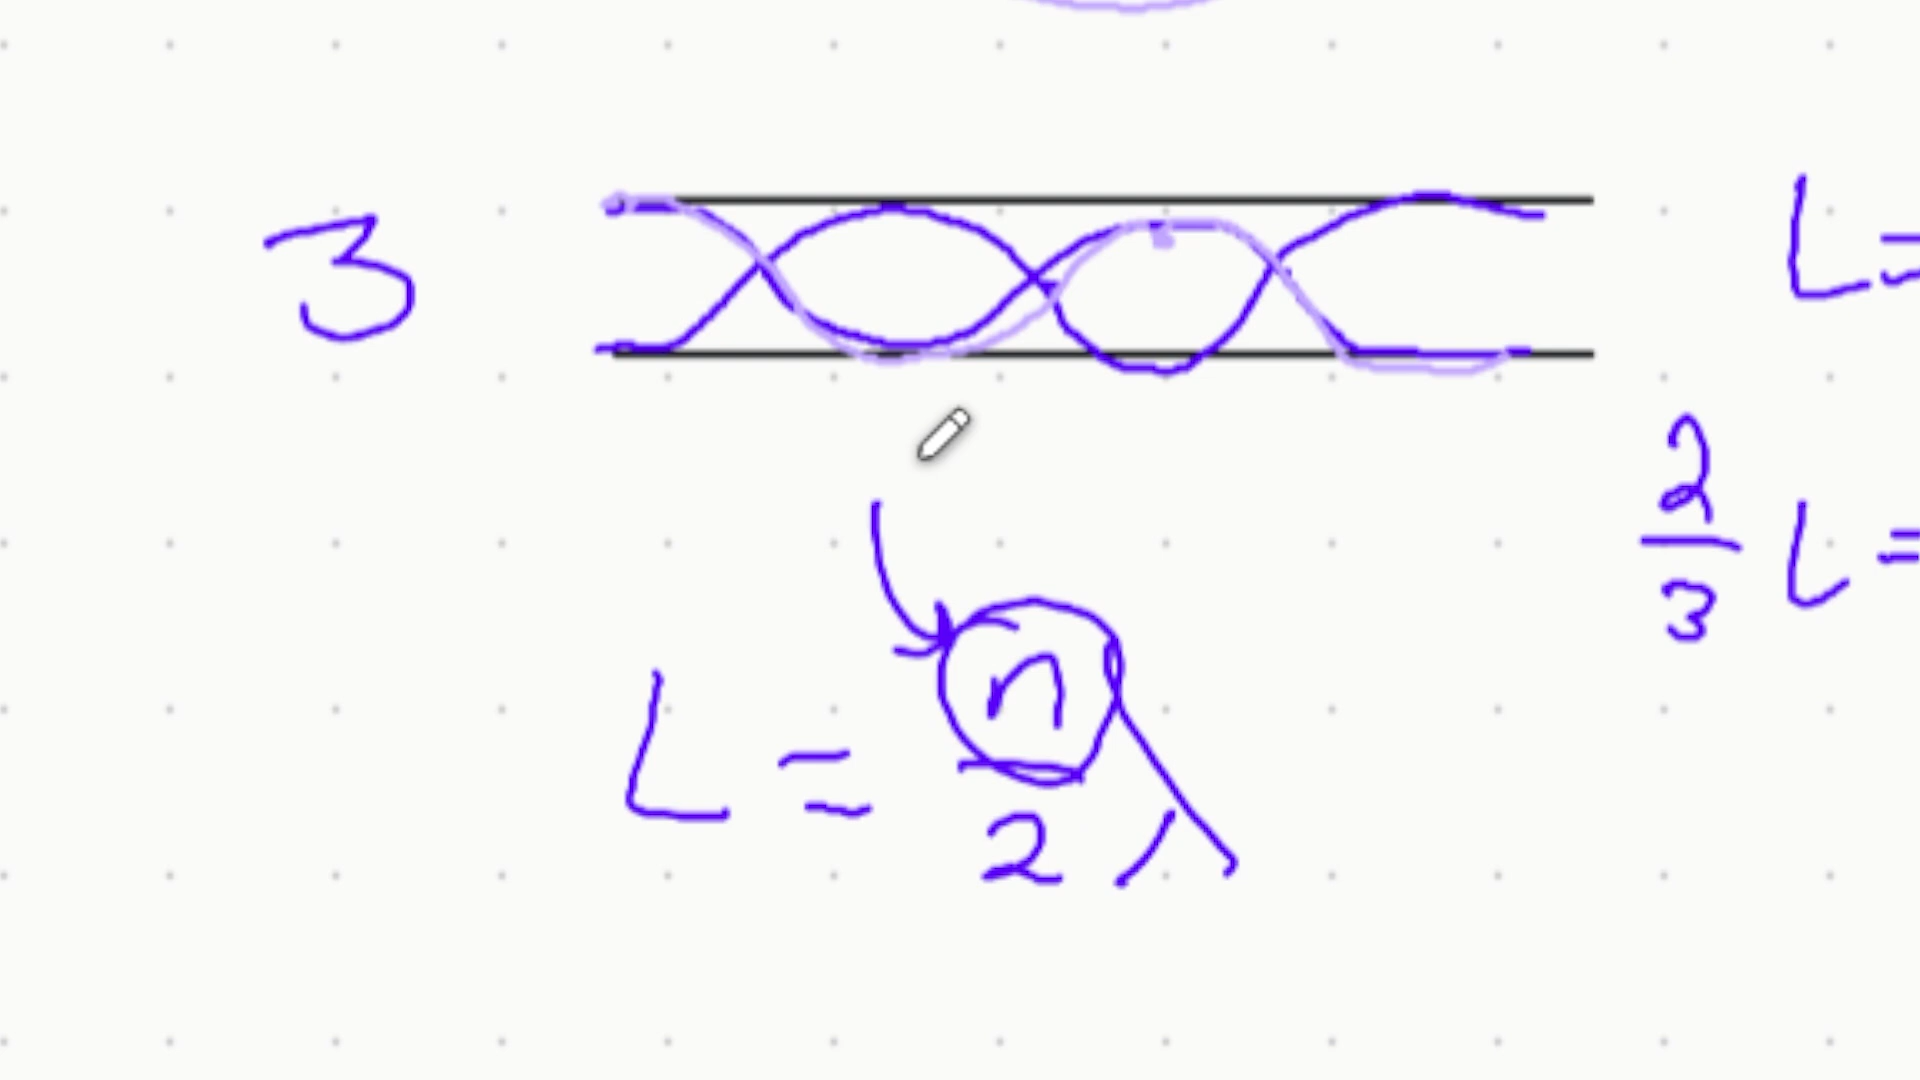 3
L =
2/3 L =
L = n/2 λ